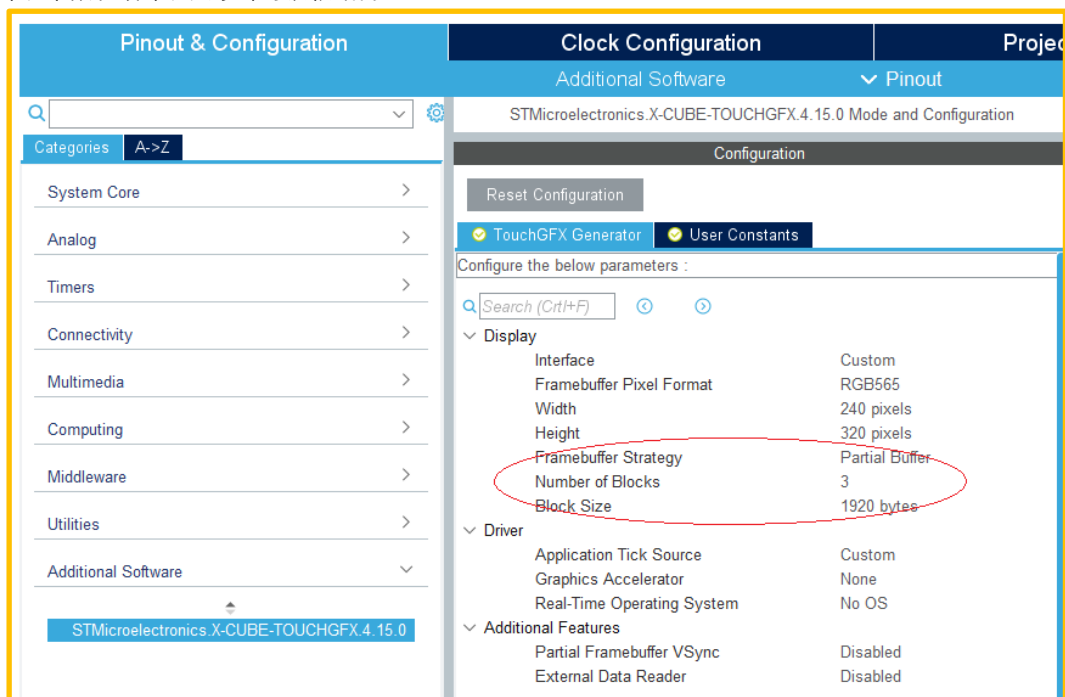 Pinout & Configuration
Clock Configuration
Additional Software
Pinout
Categories
A->Z
System Core
Analog
Timers
Connectivity
Multimedia
Computing
Middleware
Utilities
Additional Software
STMicroelectronics.X-CUBE-TOUCHGFX.4.15.0
STMicroelectronics.X-CUBE-TOUCHGFX.4.15.0 Mode and Configuration
Configuration
Reset Configuration
TouchGFX Generator
User Constants
Configure the below parameters :
Search (Crtl+F)
Display
Interface Custom
Framebuffer Pixel Format RGB565
Width 240 pixels
Height 320 pixels
Framebuffer Strategy Partial Buffer
Number of Blocks 3
Block Size 1920 bytes
Driver
Application Tick Source Custom
Graphics Accelerator None
Real-Time Operating System No OS
Additional Features
Partial Framebuffer VSync Disabled
External Data Reader Disabled